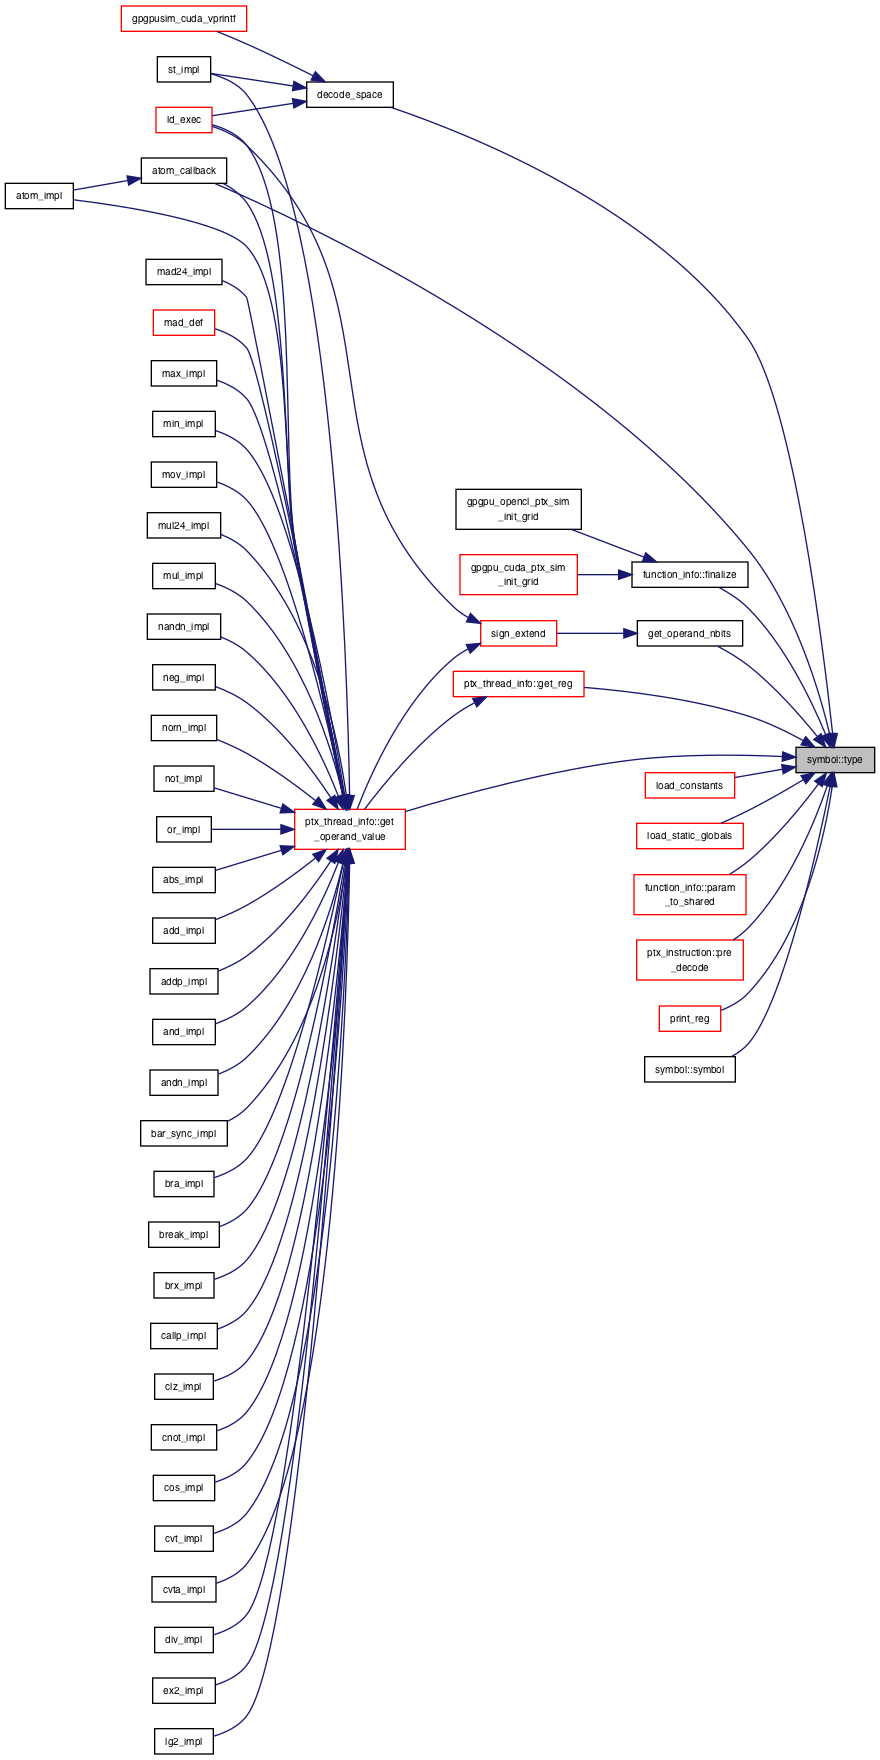 gpgpusim_cuda_vprintf
st_impl
decode_space
ld_exec
atom_callback
atom_impl
mad24_impl
mad_def
max_impl
min_impl
mov_impl
mul24_impl
mul_impl
nandn_impl
neg_impl
norn_impl
not_impl
or_impl
abs_impl
add_impl
addp_impl
and_impl
andn_impl
bar_sync_impl
bra_impl
break_impl
brx_impl
callp_impl
clz_impl
cnot_impl
cos_impl
cvt_impl
cvta_impl
div_impl
ex2_impl
lg2_impl
ptx_thread_info::get
_operand_value
gpgpu_opencl_ptx_sim
_init_grid
gpgpu_cuda_ptx_sim
_init_grid
sign_extend
ptx_thread_info::get_reg
function_info::finalize
get_operand_nbits
load_constants
load_static_globals
function_info::param
_to_shared
ptx_instruction::pre
_decode
print_reg
symbol::symbol
symbol::type